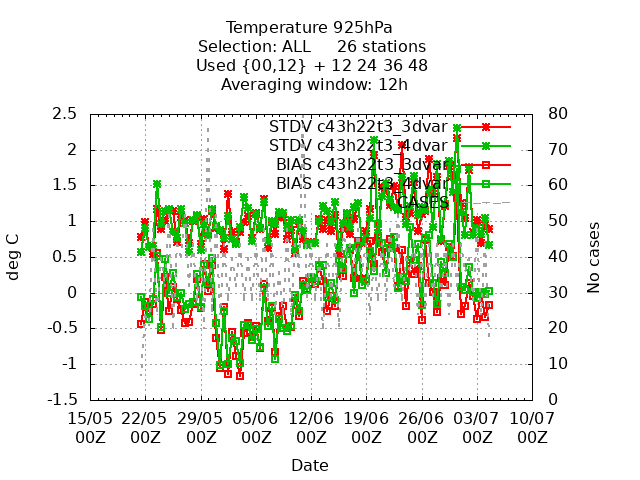 Temperature 925hPa
Selection: ALL 26 stations
Used {00,12} + 12 24 36 48
Averaging window: 12h
2.5
2
1.5
1
0.5
0
-0.5
-1
-1.5
deg C
80
70
60
50
40
30
20
10
0
No cases
STDV c43h22t3_3dvar
STDV c43h22t3_4dvar
BIAS c43h22t3_3dvar
BIAS c43h22t3_4dvar
CASES
15/05 22/05 29/05 05/06 12/06 19/06 26/06 03/07 10/07
00Z 00Z 00Z 00Z 00Z 00Z 00Z 00Z 00Z
Date